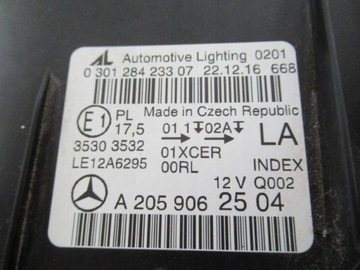 AL Automotive Lighting 0201
0 301 284 233 07 22.12.16 668
E1 PL 17,5
Made in Czech Republic
01 1 02A
LA
3530 3532
01XCER
LE12A6295
00RL
INDEX
12 V Q002
A 205 906 25 04